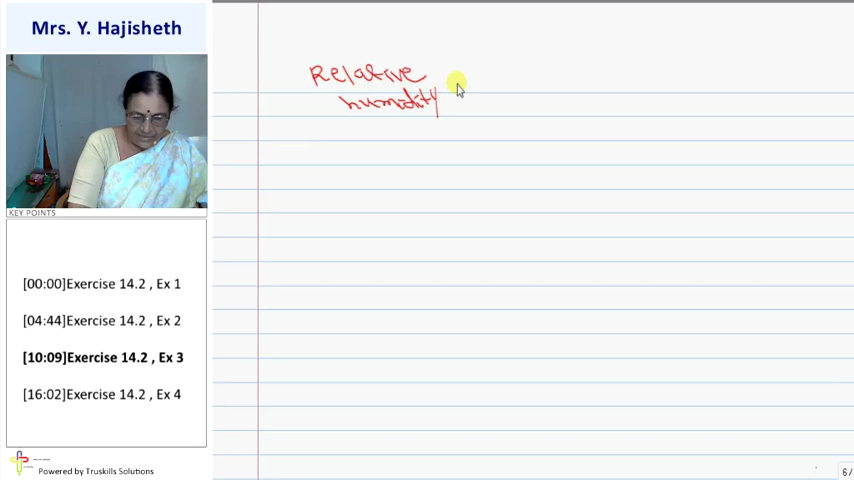 Mrs. Y. Hajisheth
Relative
humidity
KEY POINTS
[00:00]Exercise 14.2 , Ex 1
[04:44]Exercise 14.2 , Ex 2
[10:09]Exercise 14.2 , Ex 3
[16:02]Exercise 14.2 , Ex 4
Powered by Truskills Solutions
6/